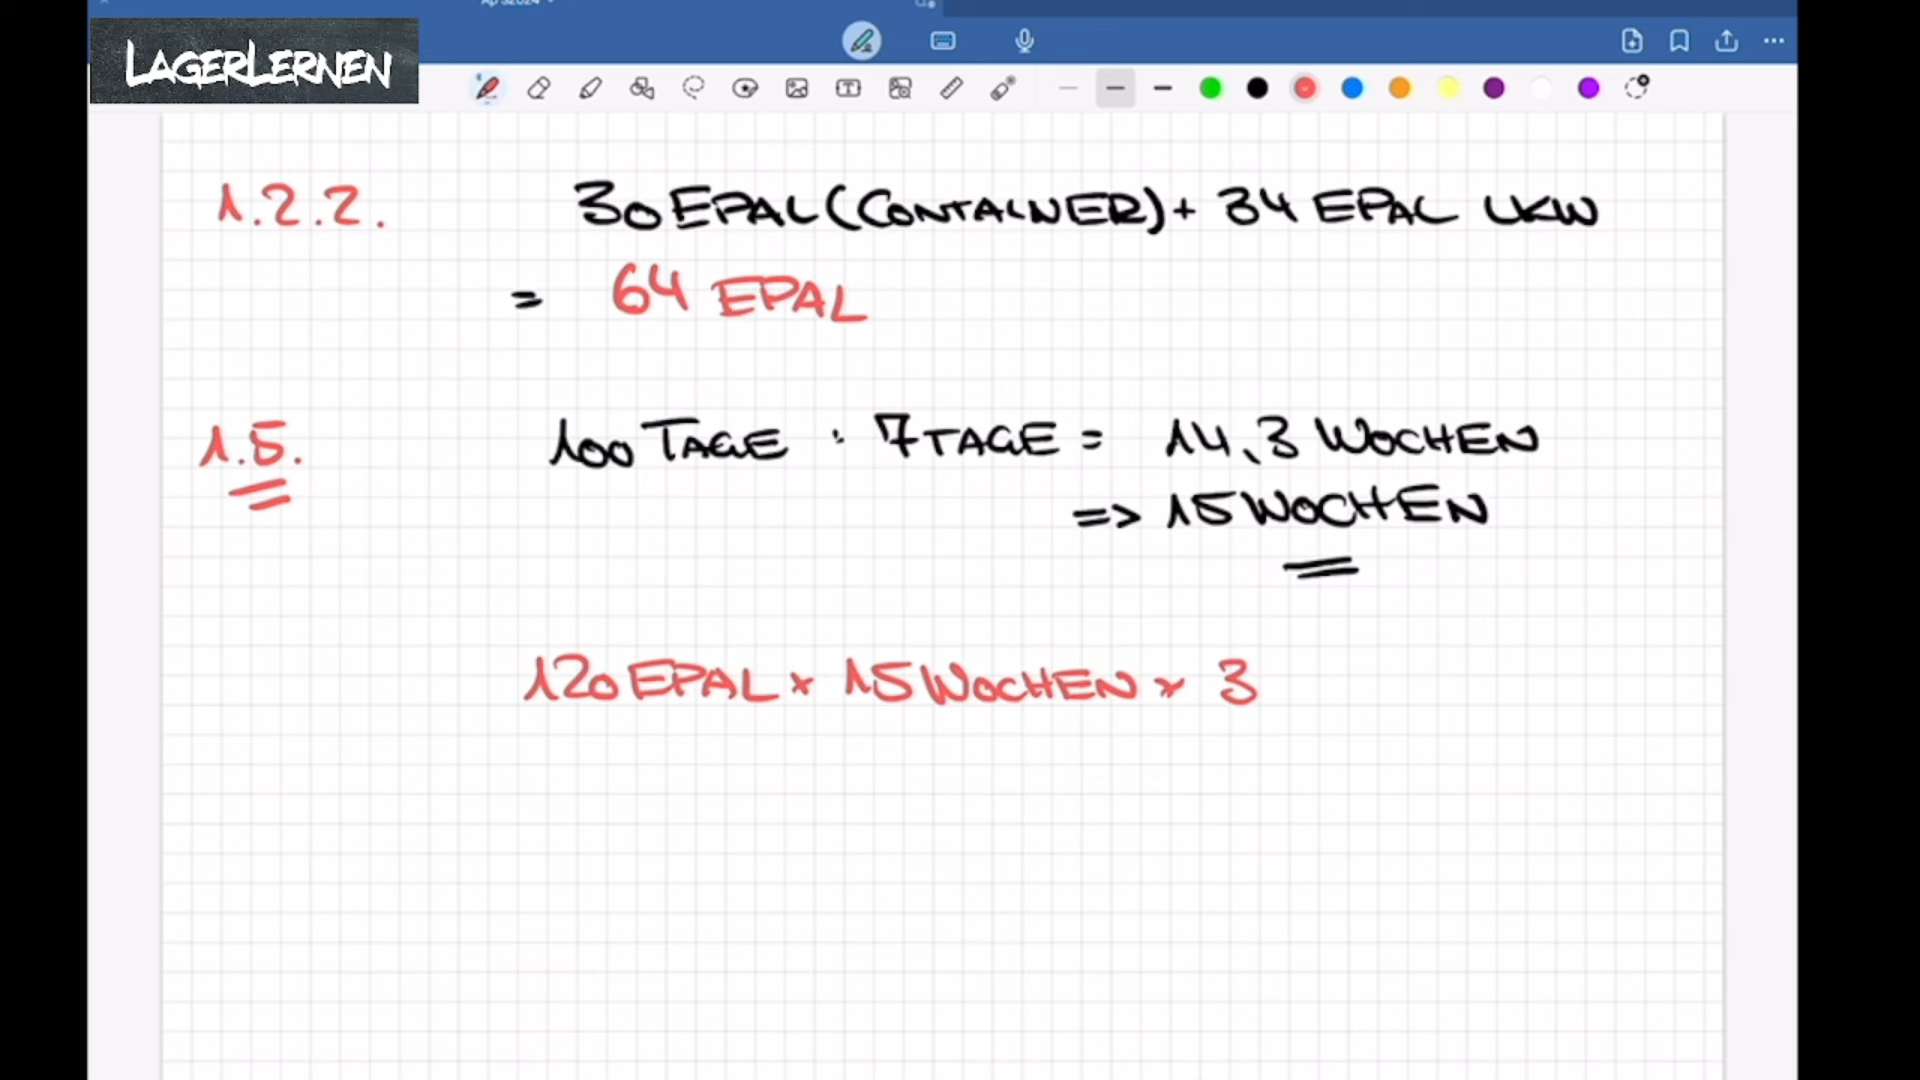 LAGERLERNEN
1.2.2. 30 EPAL (CONTAINER) + 34 EPAL LKW
= 64 EPAL
1.5. 100 TAGE : 7 TAGE = 14,3 WOCHEN
=> 15 WOCHEN
120 EPAL x 15 WOCHEN x 3